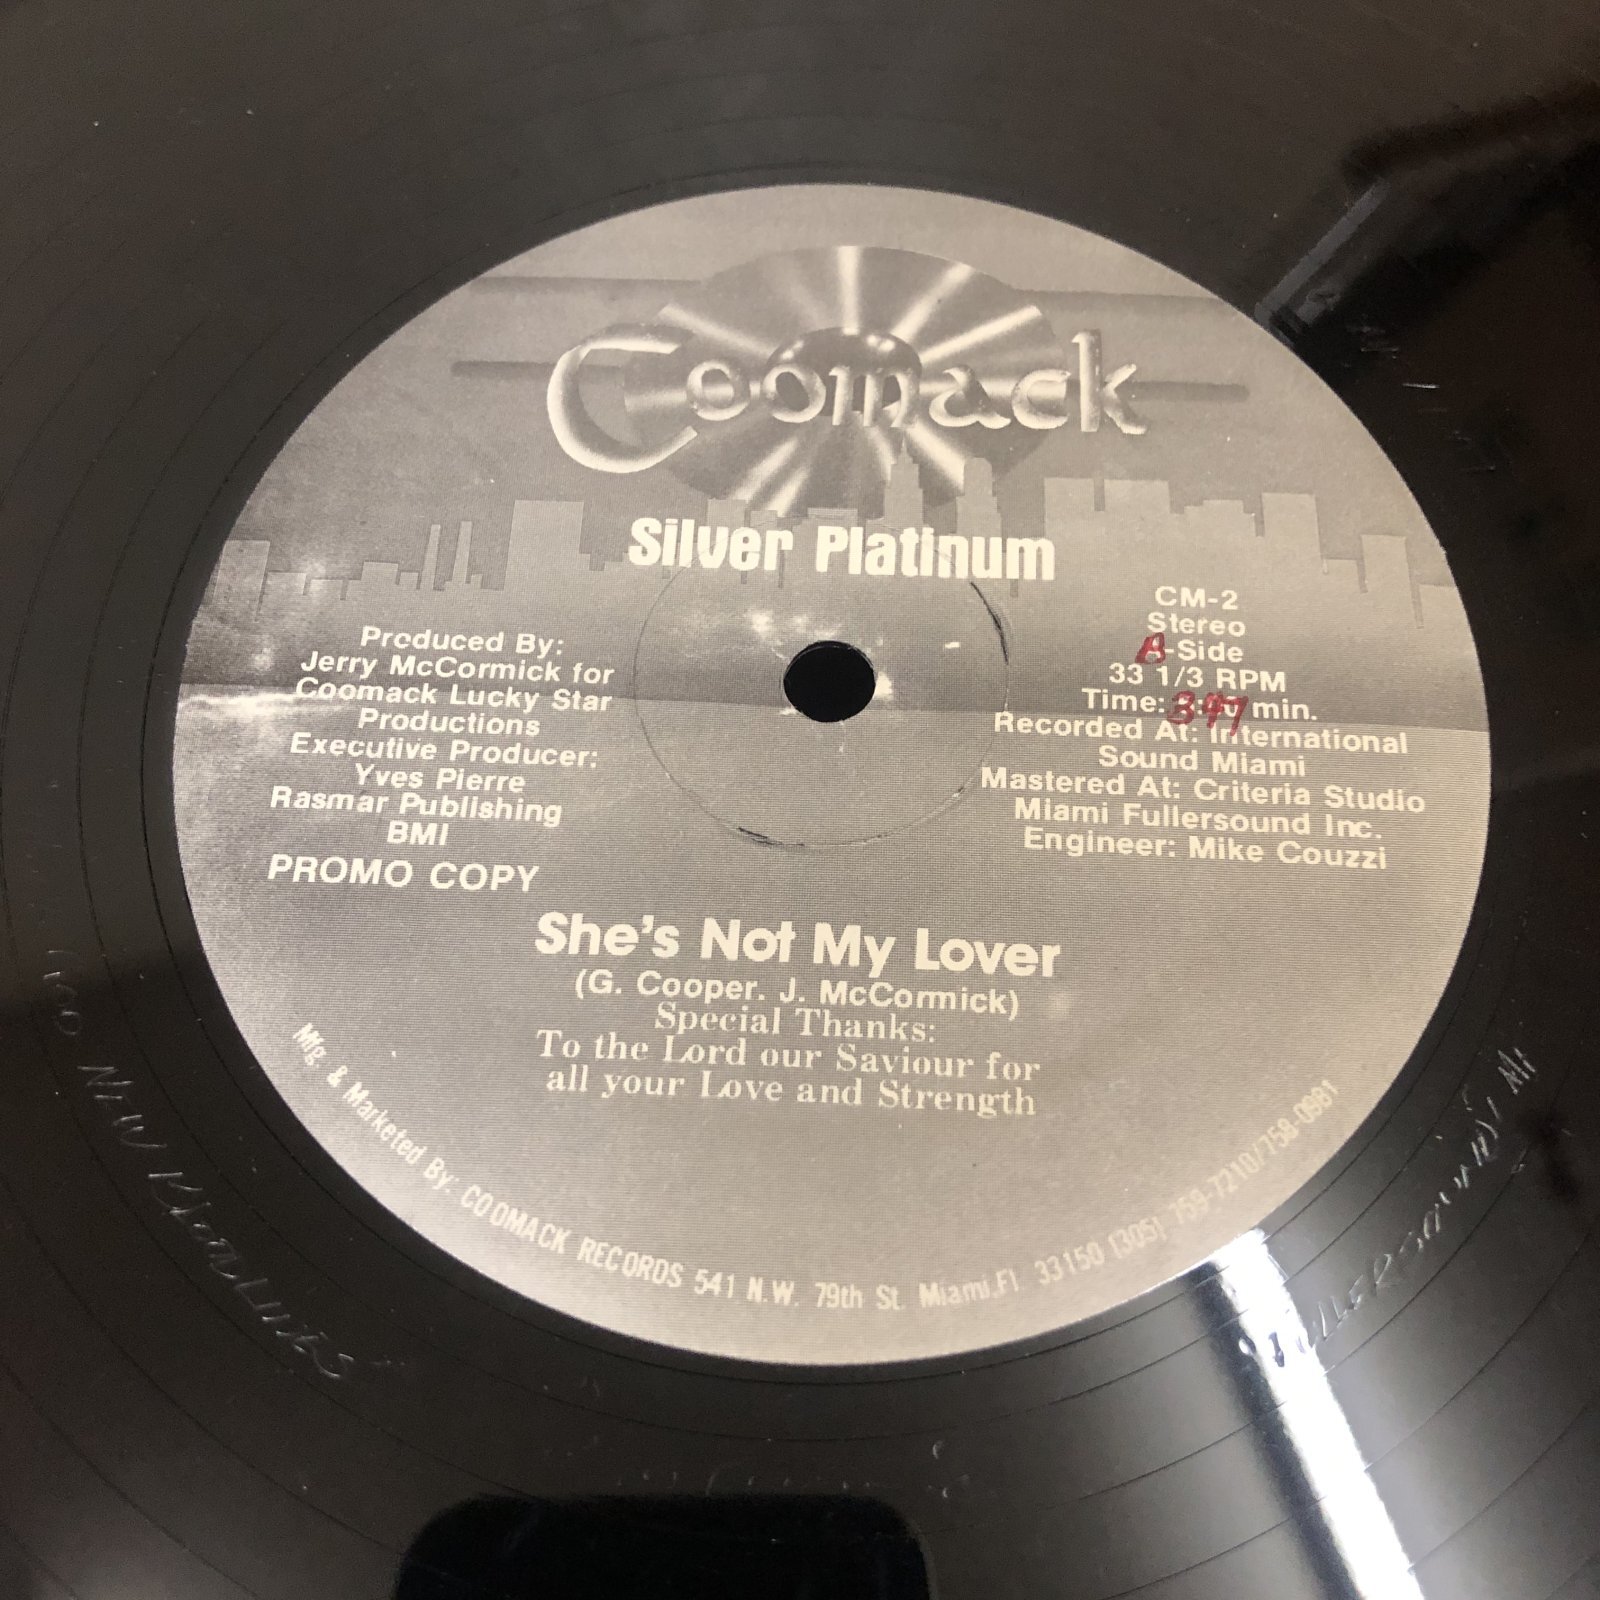 Coomack
Silver Platinum
Produced By:
Jerry McCormick for
Coomack Lucky Star
Productions
Executive Producer:
Yves Pierre
Rasmar Publishing
BMI
PROMO COPY
CM-2
Stereo
A-Side
33 1/3 RPM
Time: 3:47 min.
Recorded At: International
Sound Miami
Mastered At: Criteria Studio
Miami Fullersound Inc.
Engineer: Mike Couzzi
She's Not My Lover
(G. Cooper. J. McCormick)
Special Thanks:
To the Lord our Saviour for
all your Love and Strength
Mfg. & Marketed By: COOMACK RECORDS 541 N.W. 79th St. Miami.Fl. 33150 (305) 759-7210/758-0981
NEW
FULLERSOUND